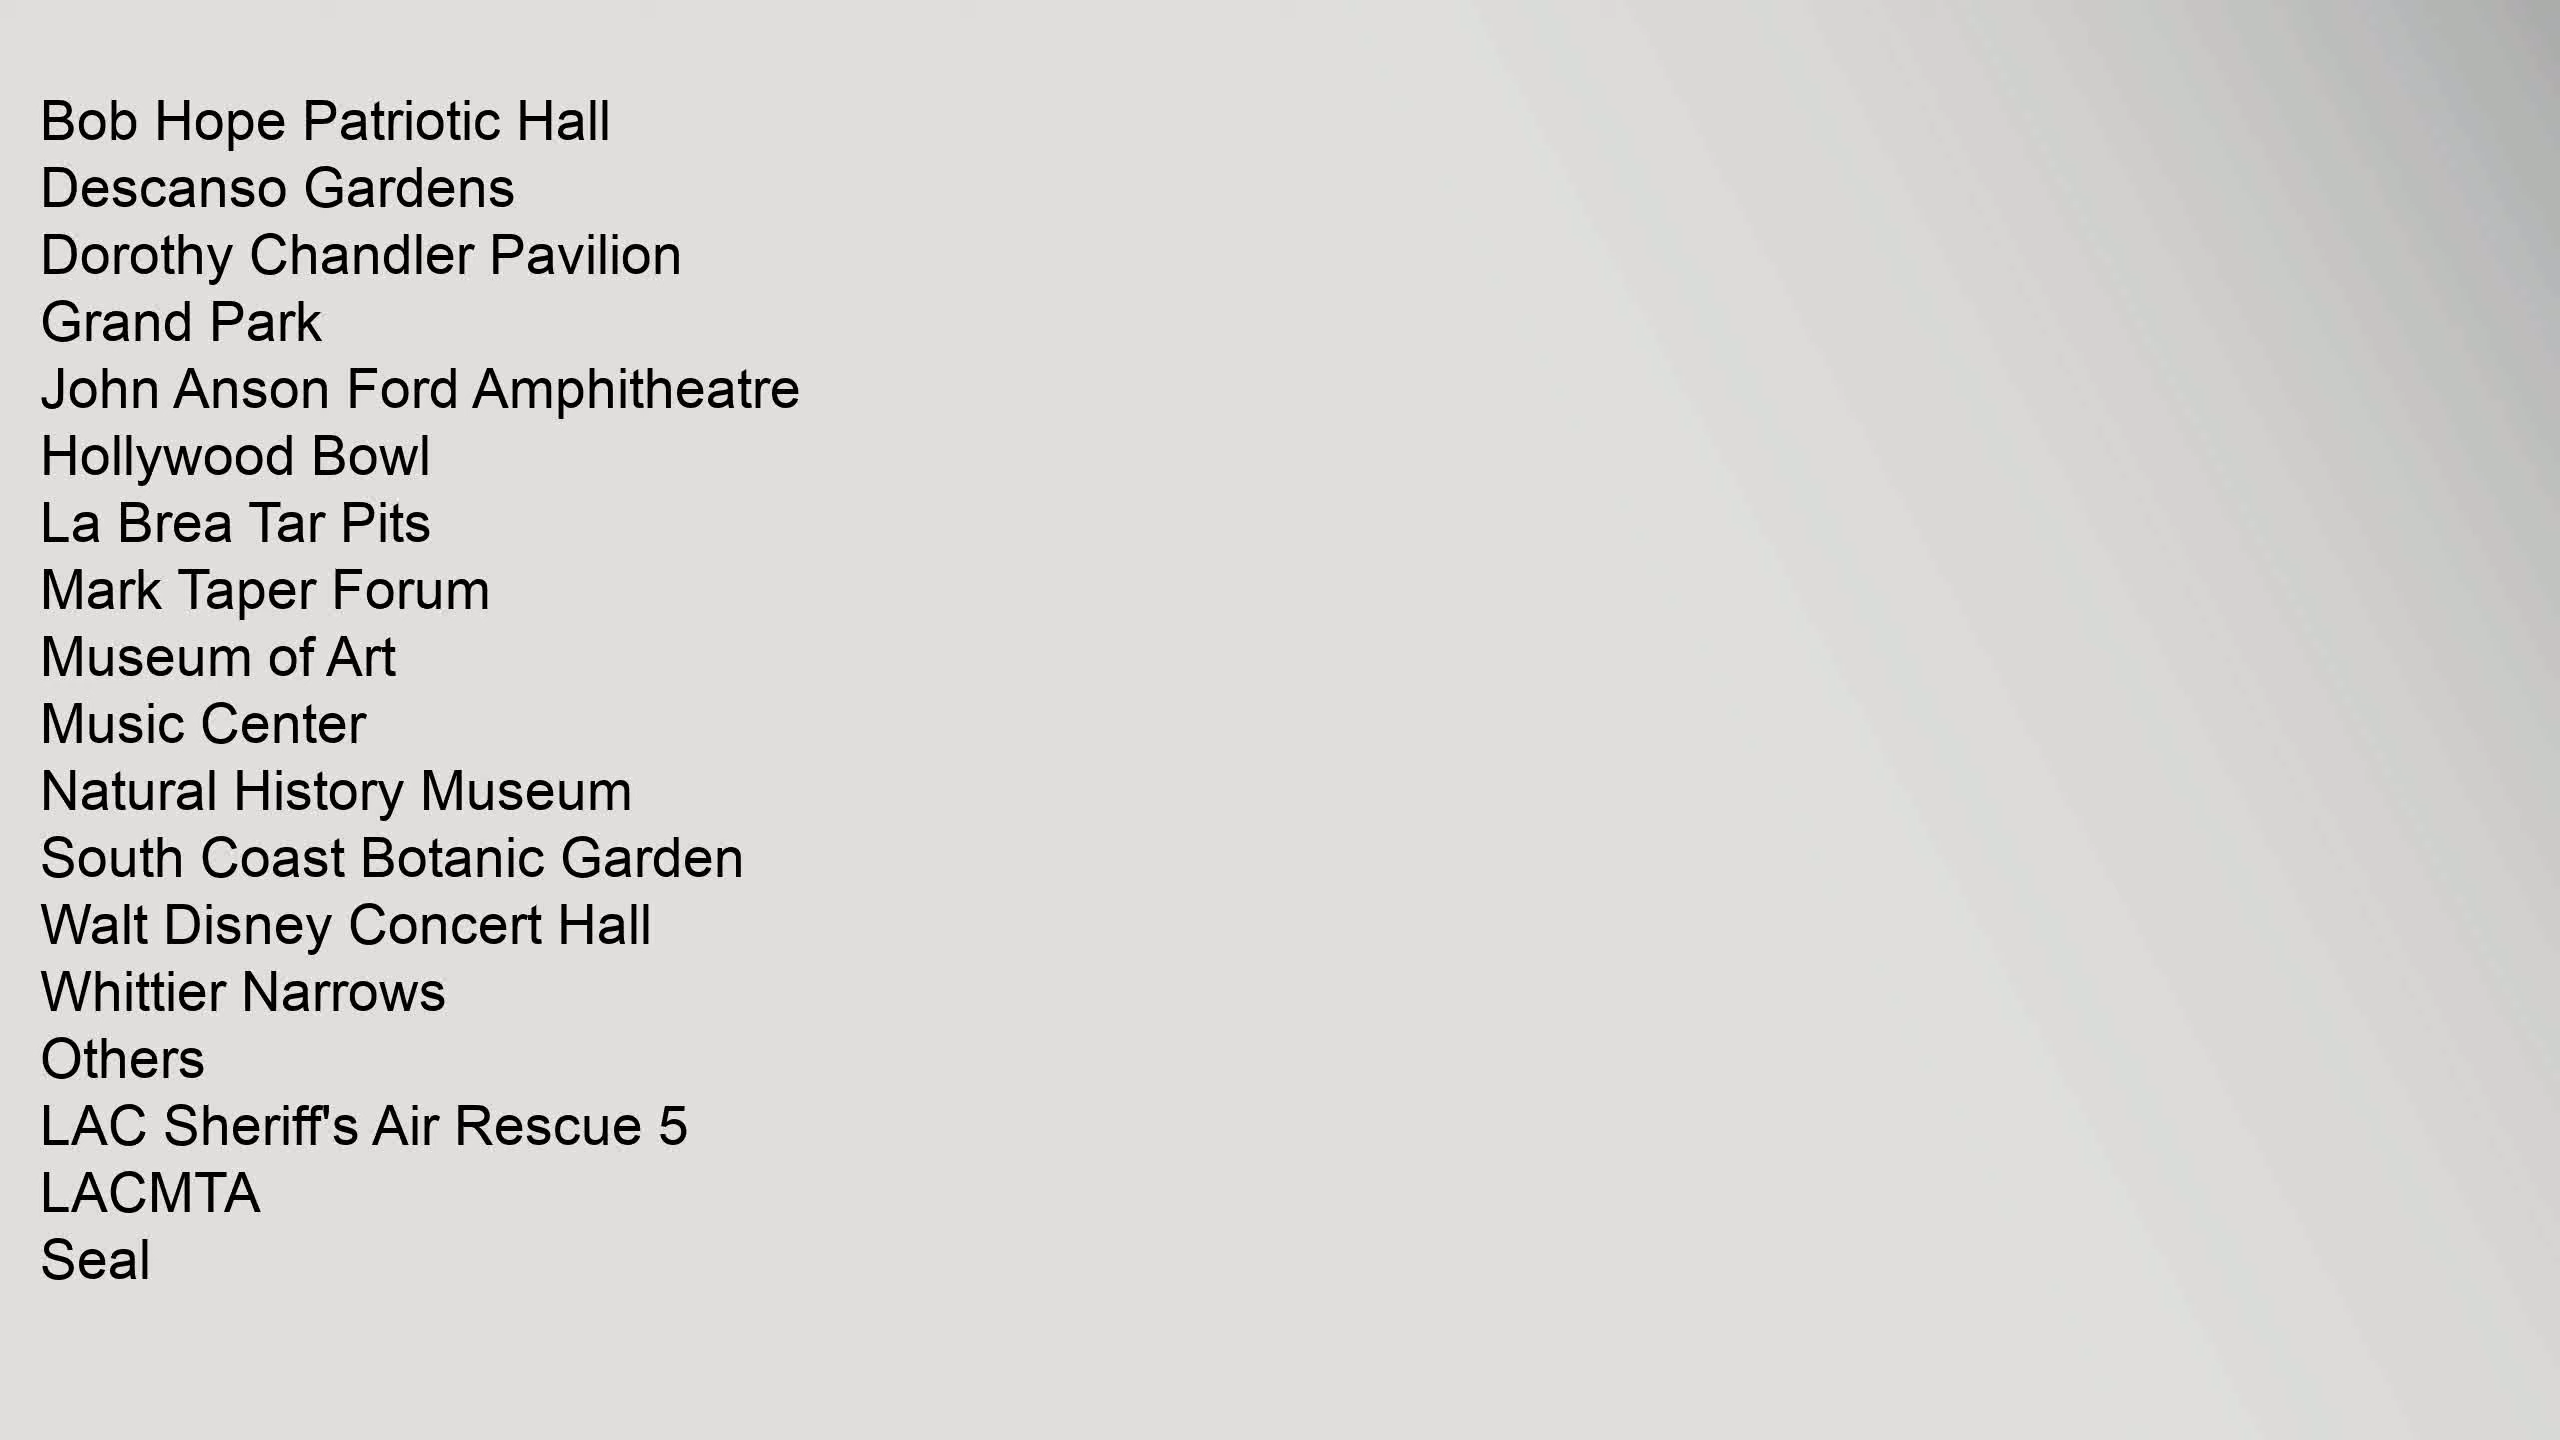 Bob Hope Patriotic Hall
Descanso Gardens
Dorothy Chandler Pavilion
Grand Park
John Anson Ford Amphitheatre
Hollywood Bowl
La Brea Tar Pits
Mark Taper Forum
Museum of Art
Music Center
Natural History Museum
South Coast Botanic Garden
Walt Disney Concert Hall
Whittier Narrows
Others
LAC Sheriff's Air Rescue 5
LACMTA
Seal